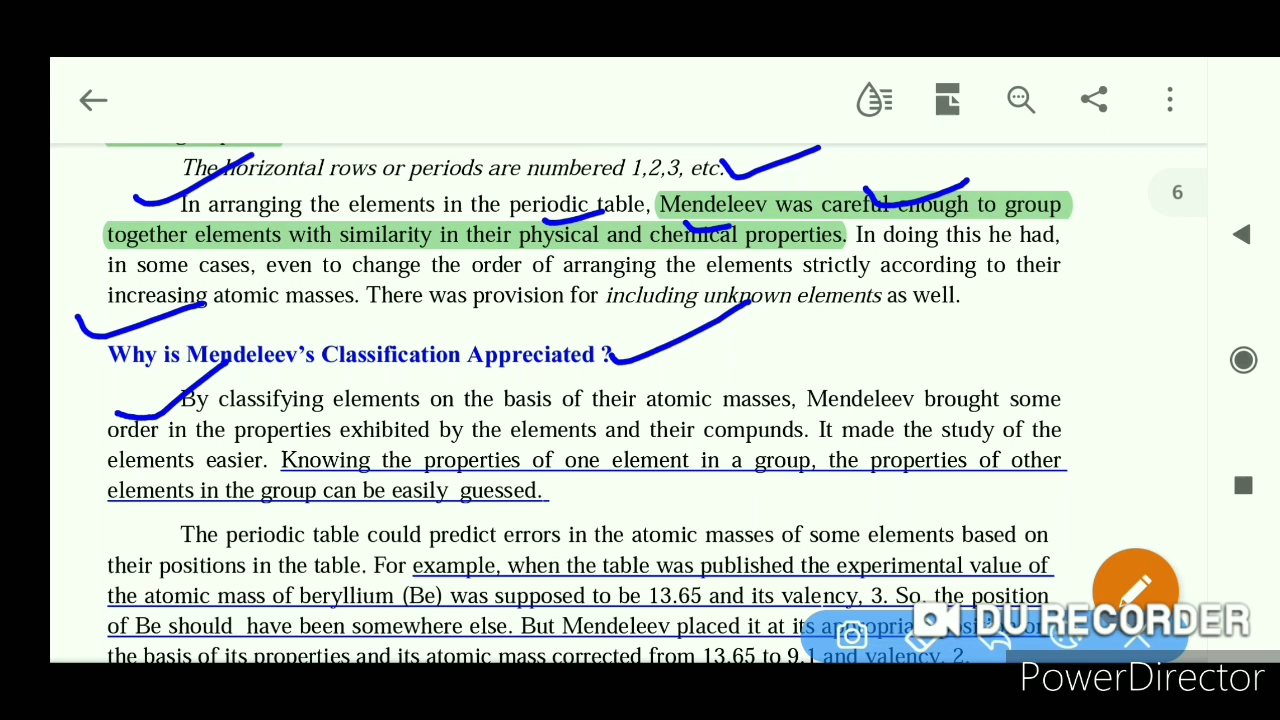 The horizontal rows or periods are numbered 1,2,3, etc.
6
In arranging the elements in the periodic table, Mendeleev was careful enough to group
together elements with similarity in their physical and chemical properties. In doing this he had,
in some cases, even to change the order of arranging the elements strictly according to their
increasing atomic masses. There was provision for including unknown elements as well.
Why is Mendeleev's Classification Appreciated ?
By classifying elements on the basis of their atomic masses, Mendeleev brought some
order in the properties exhibited by the elements and their compunds. It made the study of the
elements easier. Knowing the properties of one element in a group, the properties of other
elements in the group can be easily guessed.
The periodic table could predict errors in the atomic masses of some elements based on
their positions in the table. For example, when the table was published the experimental value of
the atomic mass of beryllium (Be) was supposed to be 13.65 and its valency, 3. So, the position
of Be should have been somewhere else. But Mendeleev placed it at its
the basis of its properties and its atomic mass corrected from 13.65 to 9.1 and valency, 2.
DU RECORDER
PowerDirector